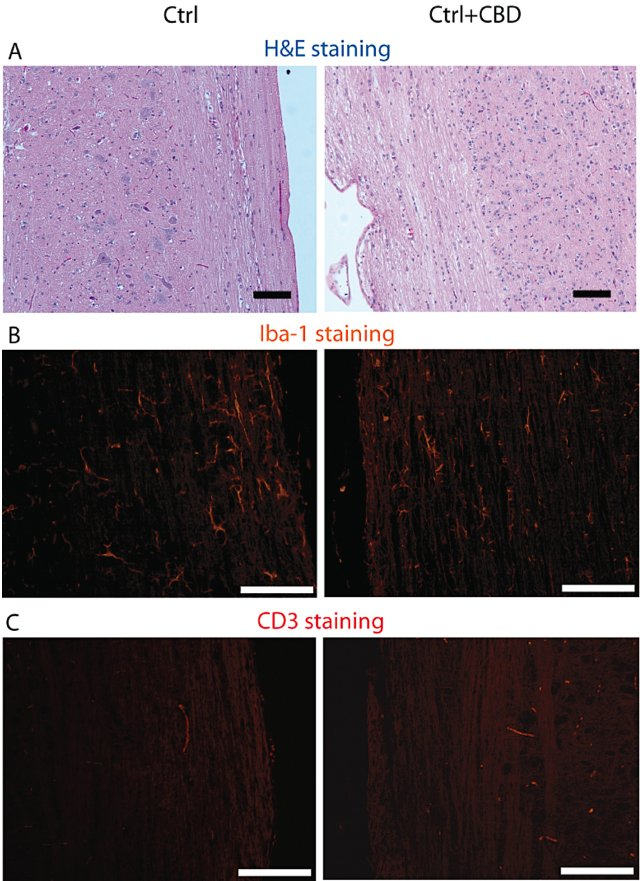 Ctrl Ctrl+CBD
A H&E staining
B Iba-1 staining
C CD3 staining